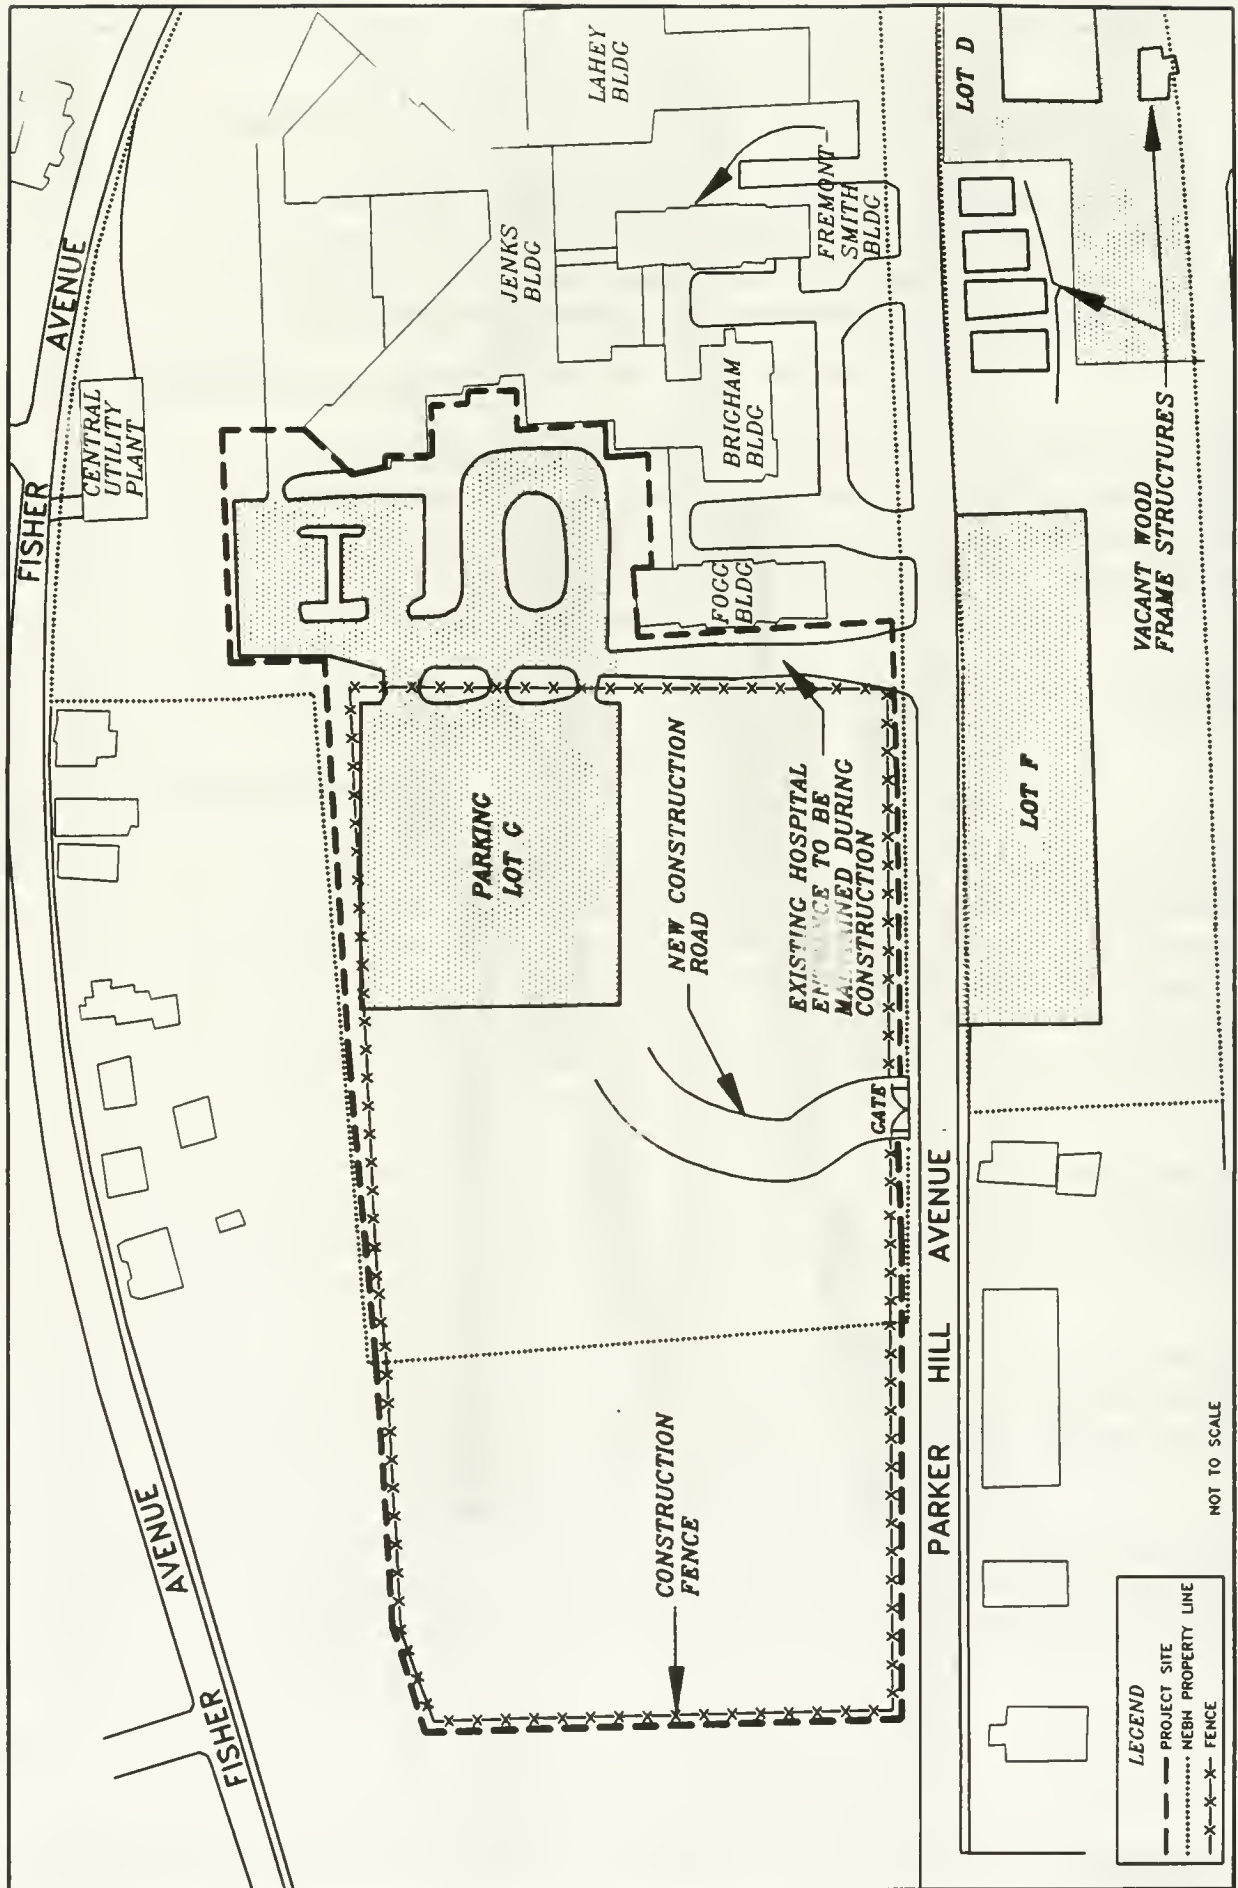 FISHER
AVENUE
FISHER
AVENUE
CENTRAL
UTILITY
PLANT
LAHEY
BLDG
JENKS
BLDG
FREMONT-
SMITH
BLDG
BRIGHAM
BLDG
FOGG
BLDG
PARKING
LOT G
CONSTRUCTION
FENCE
NEW CONSTRUCTION
ROAD
EXISTING HOSPITAL
TO BE
DURING
CONSTRUCTION
GATE
PARKER HILL AVENUE
LOT D
LOT F
VACANT WOOD
FRAME STRUCTURES
LEGEND
PROJECT SITE
NEBH PROPERTY LINE
FENCE
NOT TO SCALE